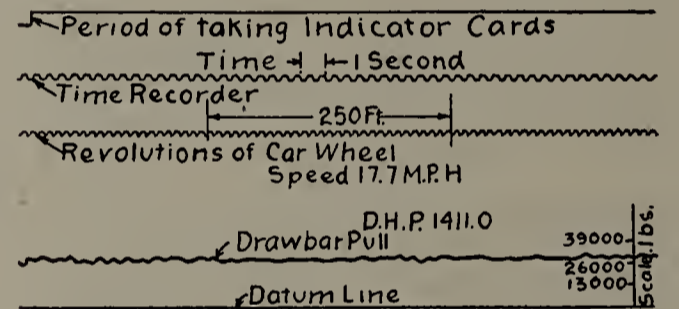 Period of taking Indicator Cards
Time 1 Second
Time Recorder
250 Ft.
Revolutions of Car Wheel
Speed 17.7 M.P.H
D.H.P. 1411.0
Drawbar Pull
39000
26000
13000
Scale, lbs.
Datum Line